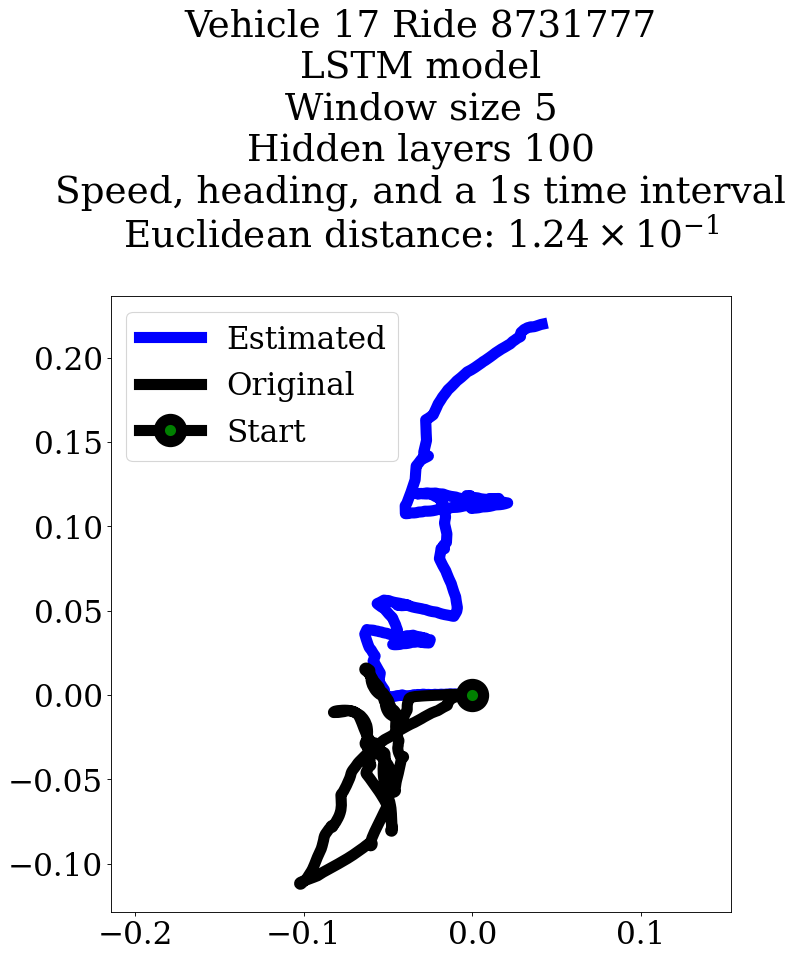 Vehicle 17 Ride 8731777
LSTM model
Window size 5
Hidden layers 100
Speed, heading, and a 1s time interval
Euclidean distance: 1.24 × 10⁻¹
Estimated
Original
Start
0.20
0.15
0.10
0.05
0.00
−0.05
−0.10
−0.2 −0.1 0.0 0.1